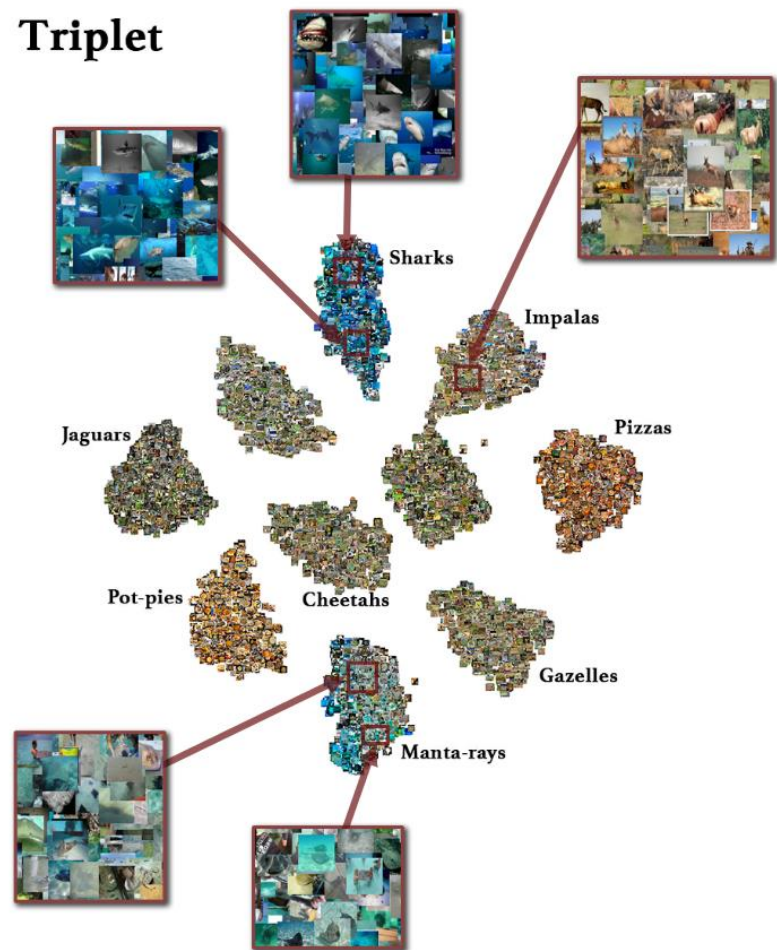 Triplet
Sharks
Impalas
Jaguars
Pizzas
Pot-pies
Cheetahs
Gazelles
Manta-rays